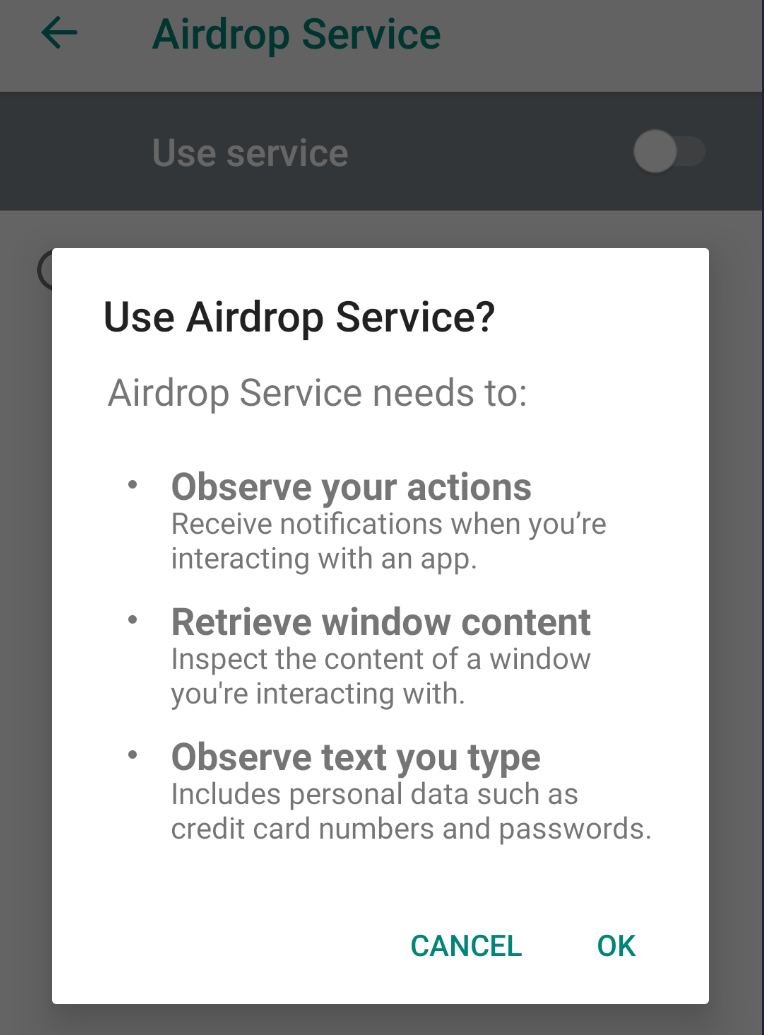 Airdrop Service
Use service
Use Airdrop Service?
Airdrop Service needs to:
• Observe your actions
Receive notifications when you’re
interacting with an app.
• Retrieve window content
Inspect the content of a window
you're interacting with.
• Observe text you type
Includes personal data such as
credit card numbers and passwords.
CANCEL OK